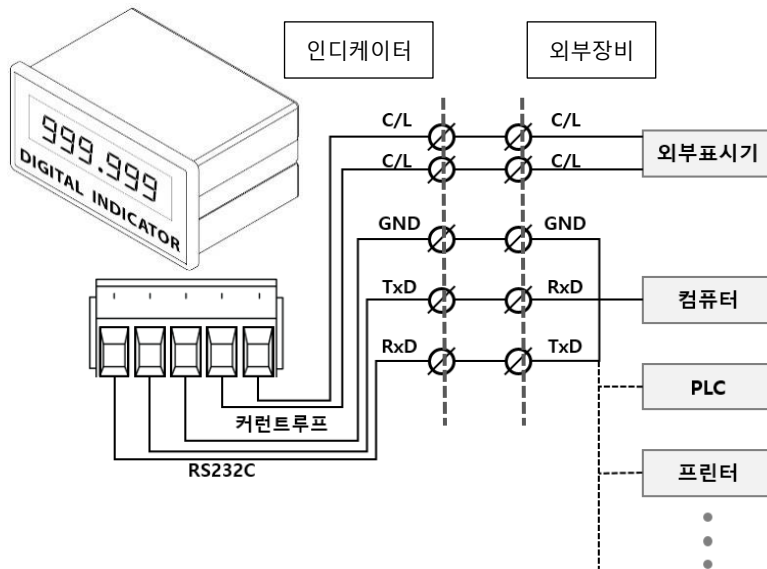 인디케이터
외부장비
999.999
DIGITAL INDICATOR
C/L
C/L
외부표시기
C/L
C/L
GND
GND
TxD
RxD
컴퓨터
RxD
TxD
PLC
커런트루프
RS232C
프린터